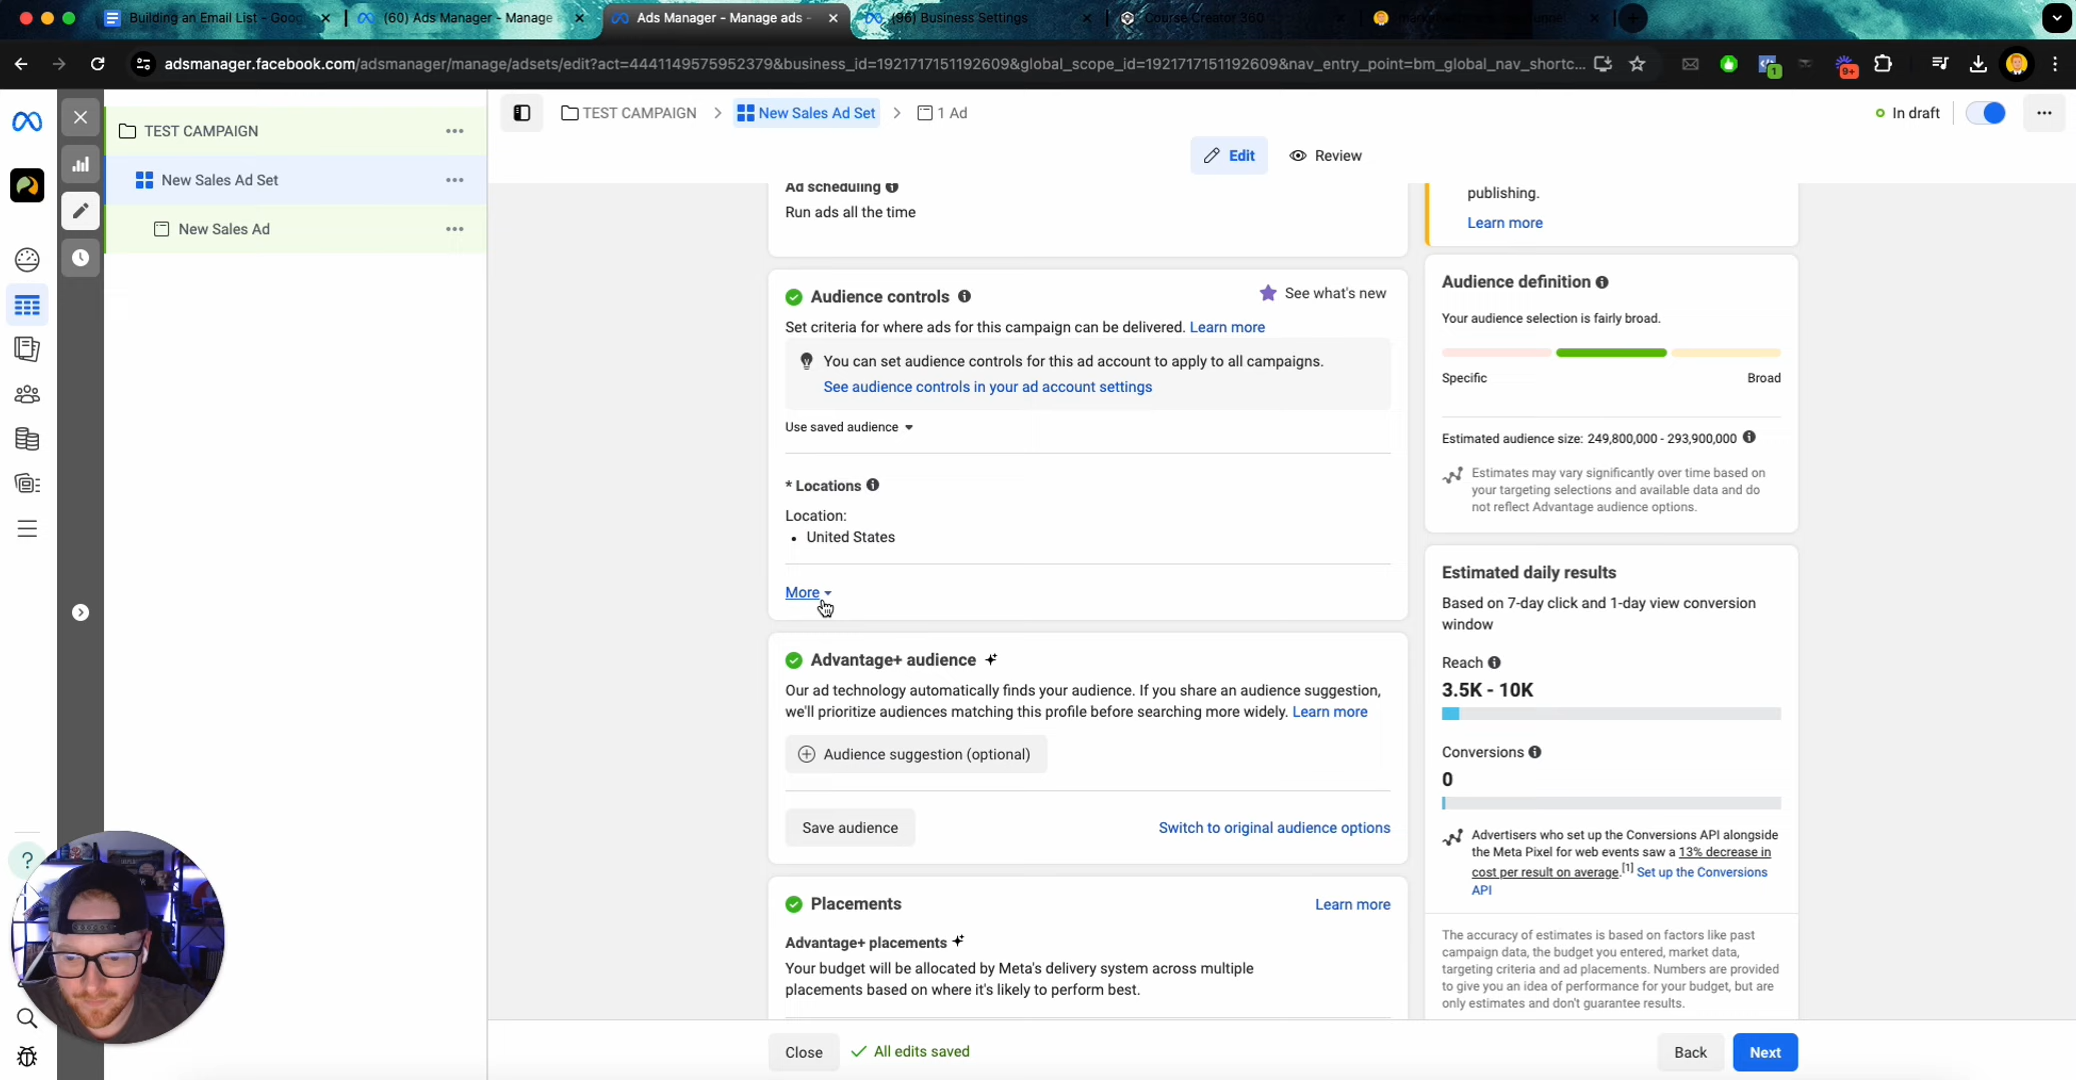 Building an Email List - Goog
(60) Ads Manager - Manage
Ads Manager - Manage ads -
(96) Business Settings
Course Creator 360 -
adsmanager.facebook.com/adsmanager/manage/adsets/edit?act=4441149575952379&business_id=1921717151192609&global_scope_id=1921717151192609&nav_entry_point=bm_global_nav_shortc...
1
9+
TEST CAMPAIGN
New Sales Ad Set
New Sales Ad
TEST CAMPAIGN > New Sales Ad Set > 1 Ad
In draft
Edit
Review
Ad scheduling
Run ads all the time
Audience controls
See what's new
Set criteria for where ads for this campaign can be delivered. Learn more
You can set audience controls for this ad account to apply to all campaigns.
See audience controls in your ad account settings
Use saved audience
* Locations
Location:
• United States
More
Advantage+ audience
Our ad technology automatically finds your audience. If you share an audience suggestion,
we'll prioritize audiences matching this profile before searching more widely. Learn more
Audience suggestion (optional)
Save audience
Switch to original audience options
Placements
Learn more
Advantage+ placements
Your budget will be allocated by Meta's delivery system across multiple
placements based on where it's likely to perform best.
publishing.
Learn more
Audience definition
Your audience selection is fairly broad.
Specific
Broad
Estimated audience size: 249,800,000 - 293,900,000
Estimates may vary significantly over time based on
your targeting selections and available data and do
not reflect Advantage audience options.
Estimated daily results
Based on 7-day click and 1-day view conversion
window
Reach
3.5K - 10K
Conversions
0
Advertisers who set up the Conversions API alongside
the Meta Pixel for web events saw a 13% decrease in
cost per result on average.[1] Set up the Conversions
API
The accuracy of estimates is based on factors like past
campaign data, the budget you entered, market data,
targeting criteria and ad placements. Numbers are provided
to give you an idea of performance for your budget, but are
only estimates and don't guarantee results.
Close
All edits saved
Back
Next